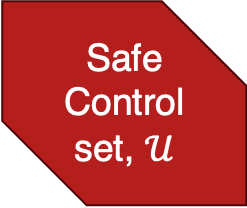 Safe
Control
set, 𝒰